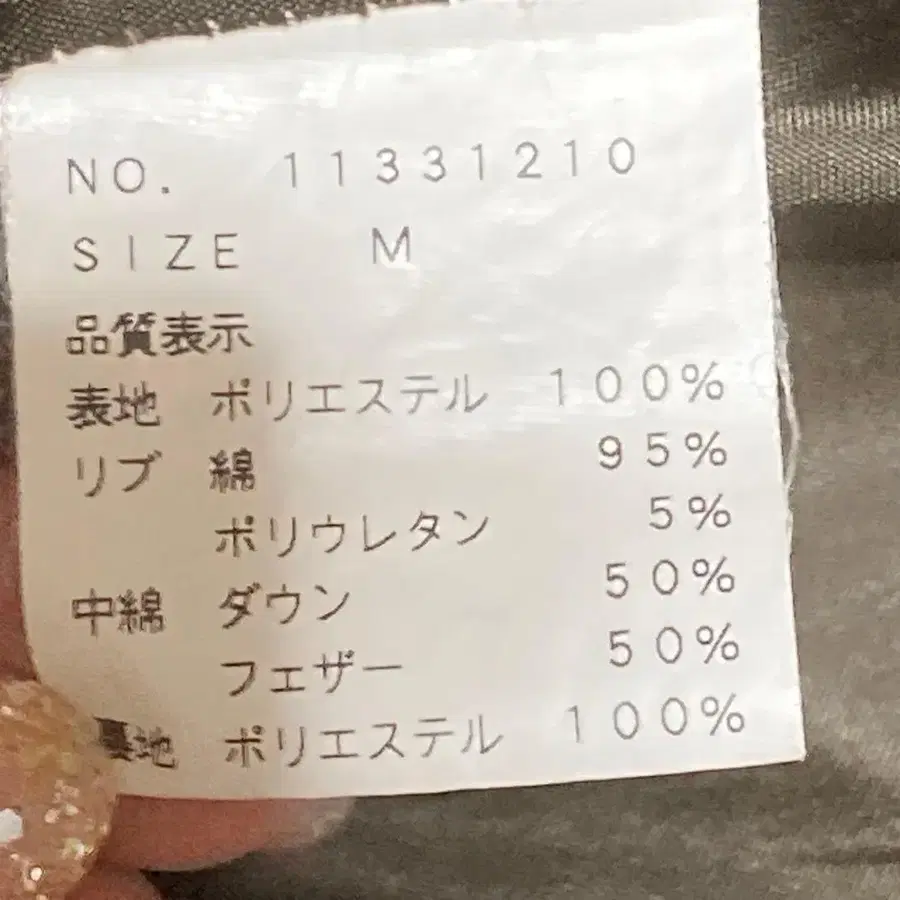 NO. 11331210
SIZE M
品質表示
表地 ポリエステル 100%
リブ 綿 95%
ポリウレタン 5%
中綿 ダウン 50%
フェザー 50%
裏地 ポリエステル 100%